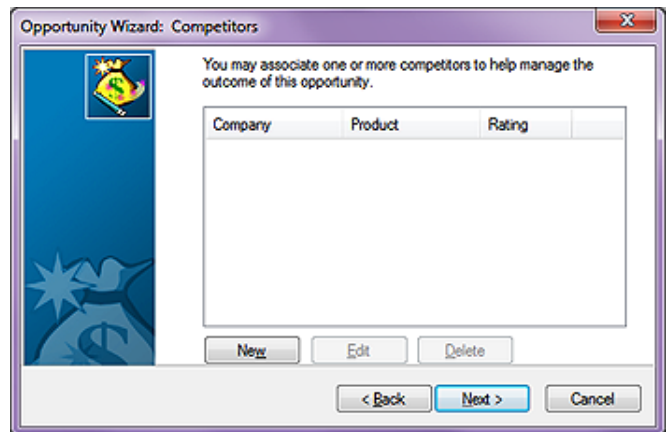 Opportunity Wizard: Competitors
You may associate one or more competitors to help manage the
outcome of this opportunity.
Company Product Rating
New Edit Delete
< Back Next > Cancel